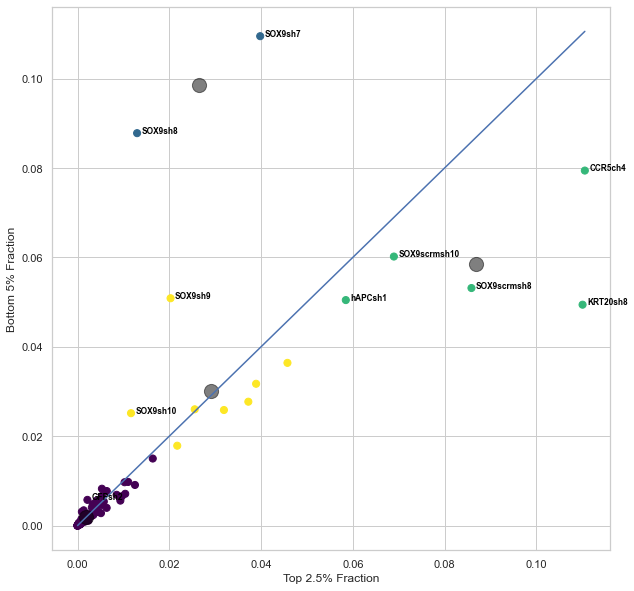 SOX9sh7
0.10
SOX9sh8
CCR5ch4
0.08
Bottom 5% Fraction
0.06
SOX9scrmsh10
SOX9scrmsh8
SOX9sh9
hAPCsh1
KRT20sh8
0.04
SOX9sh10
0.02
0.00
0.00 0.02 0.04 0.06 0.08 0.10
Top 2.5% Fraction